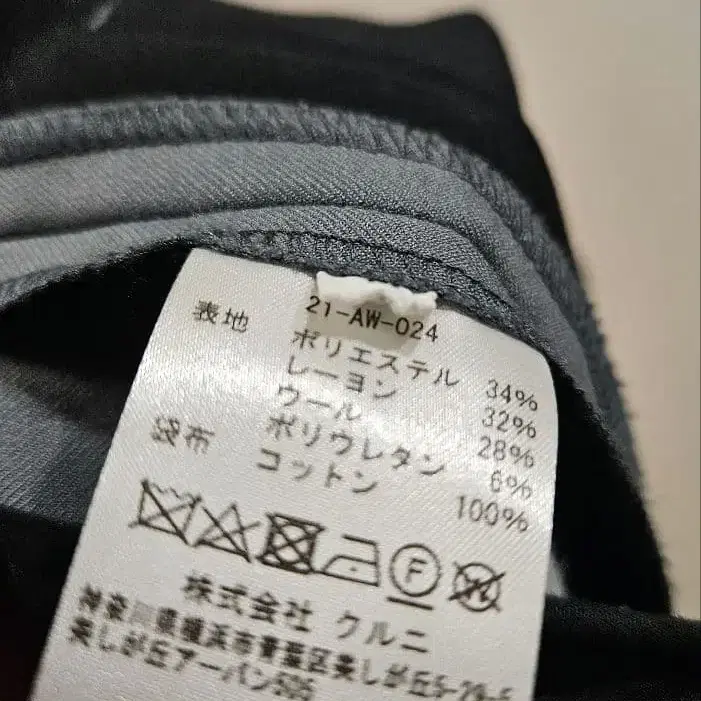 21-AW-024
表地 ポリエステル 34%
レーヨン 32%
ウール 28%
ポリウレタン 6%
袋布 コットン 100%
F
株式会社 クルニ
神奈川県横浜市青葉区美しが丘5-29-5
美しが丘アーバン505